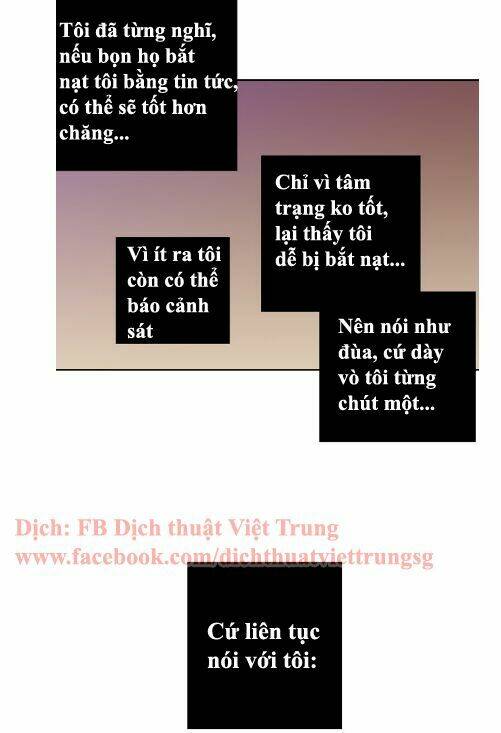 Tôi đã từng nghĩ,
nếu bọn họ bắt
nạt tôi bằng tin tức,
có thể sẽ tốt hơn
chăng...
Vì ít ra tôi
còn có thể
báo cảnh
sát
Chỉ vì tâm
trạng ko tốt,
lại thấy tôi
dễ bị bắt nạt...
Nên nói như
đùa, cứ dày
vò tôi từng
chút một...
Dịch: FB Dịch thuật Việt Trung
www.facebook.com/dichthuatviettrungsg
Cứ liên tục
nói với tôi: